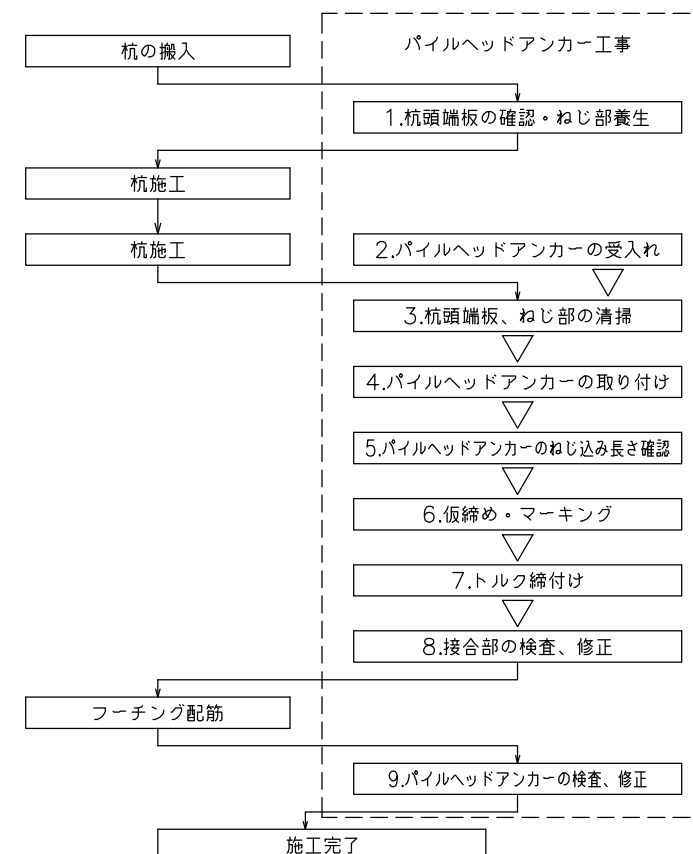 杭の搬入
パイルヘッドアンカー工事
1.杭頭端板の確認・ねじ部養生
杭施工
杭施工
2.パイルヘッドアンカーの受入れ
3.杭頭端板、ねじ部の清掃
4.パイルヘッドアンカーの取り付け
5.パイルヘッドアンカーのねじ込み長さ確認
6.仮締め・マーキング
7.トルク締付け
8.接合部の検査、修正
フーチング配筋
9.パイルヘッドアンカーの検査、修正
施工完了